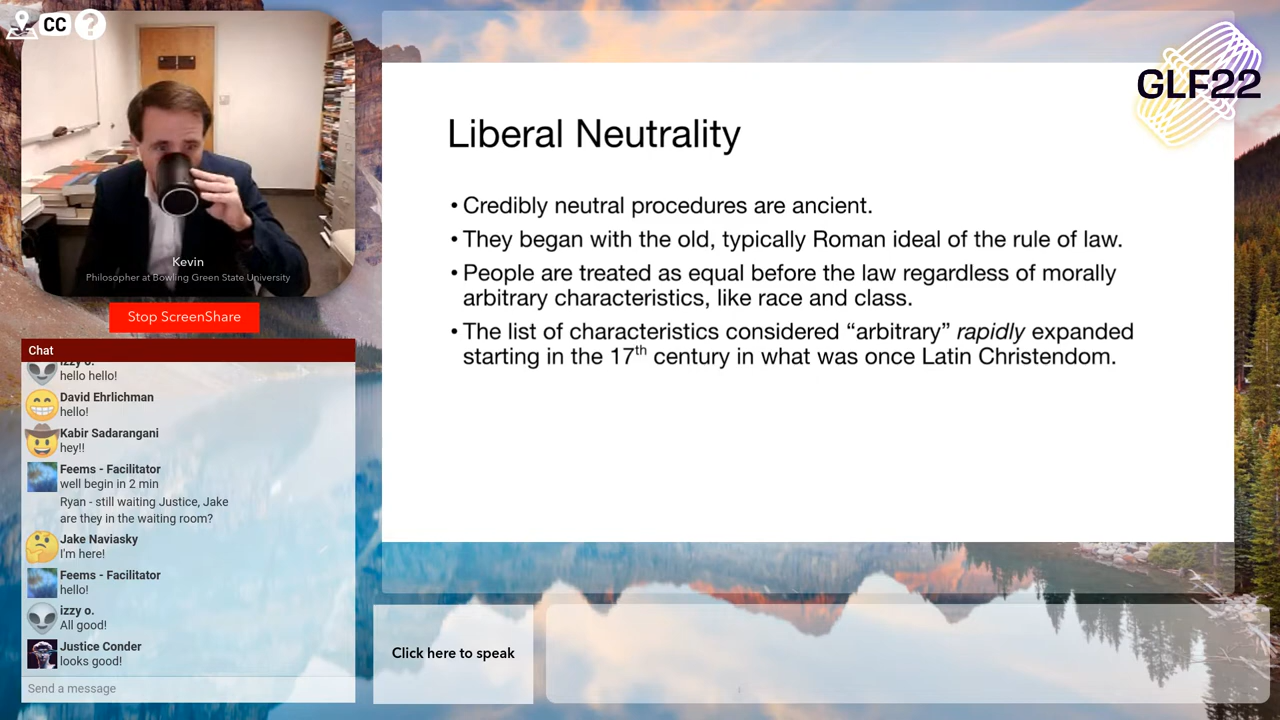 CC
?
Kevin
Philosopher at Bowling Green State University
Stop ScreenShare
Chat
izzy o.
hello hello!
David Ehrlichman
hello!
Kabir Sadarangani
hey!!
Feems - Facilitator
well begin in 2 min
Ryan - still waiting Justice, Jake
are they in the waiting room?
Jake Naviasky
I'm here!
Feems - Facilitator
hello!
izzy o.
All good!
Justice Conder
looks good!
Send a message
GLF22
Liberal Neutrality
• Credibly neutral procedures are ancient.
• They began with the old, typically Roman ideal of the rule of law.
• People are treated as equal before the law regardless of morally
arbitrary characteristics, like race and class.
• The list of characteristics considered “arbitrary” rapidly expanded
starting in the 17th century in what was once Latin Christendom.
Click here to speak